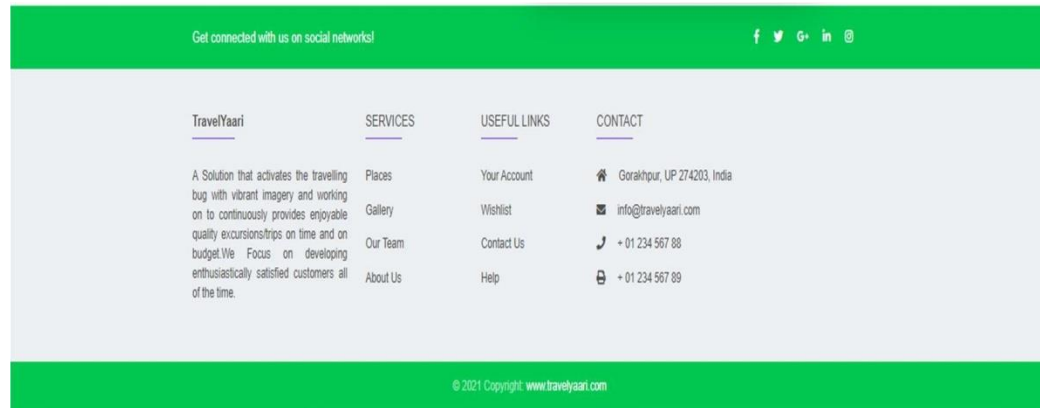 Get connected with us on social networks!
TravelYaari
A Solution that activates the travelling
bug with vibrant imagery and working
on to continuously provides enjoyable
quality excursions/trips on time and on
budget.We Focus on developing
enthusiastically satisfied customers all
of the time.
SERVICES
Places
Gallery
Our Team
About Us
USEFUL LINKS
Your Account
Wishlist
Contact Us
Help
CONTACT
Gorakhpur, UP 274203, India
info@travelyaari.com
+ 01 234 567 88
+ 01 234 567 89
© 2021 Copyright: www.travelyaari.com